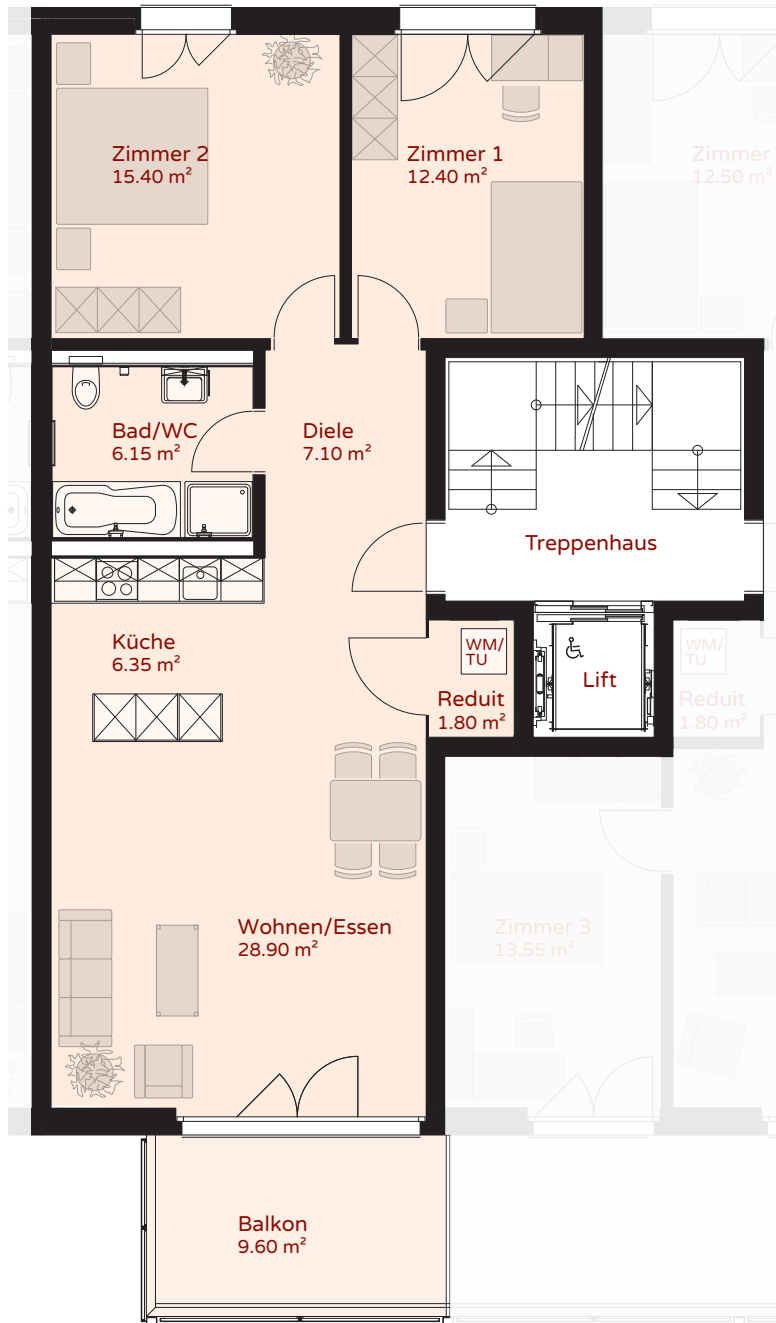 Zimmer 2
15.40 m²
Zimmer 1
12.40 m²
Zimmer
12.50 m²
Bad/WC
6.15 m²
Diele
7.10 m²
Treppenhaus
Küche
6.35 m²
WM/
TU
Reduit
1.80 m²
Lift
WM/
TU
Reduit
1.80 m²
Wohnen/Essen
28.90 m²
Zimmer 3
13.55 m²
Balkon
9.60 m²